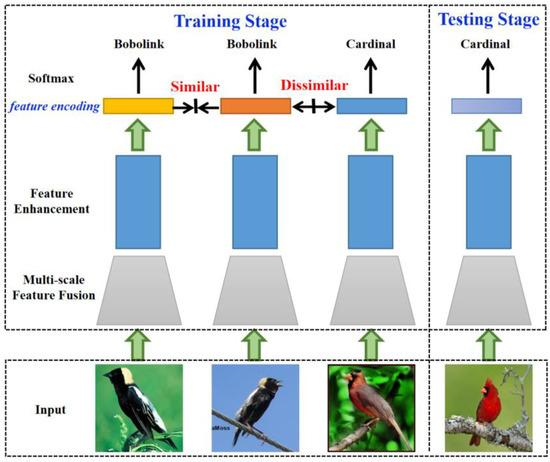 Training Stage
Testing Stage
Bobolink
Bobolink
Cardinal
Cardinal
Softmax
Similar
Dissimilar
feature encoding
Feature
Enhancement
Multi-scale
Feature Fusion
Input